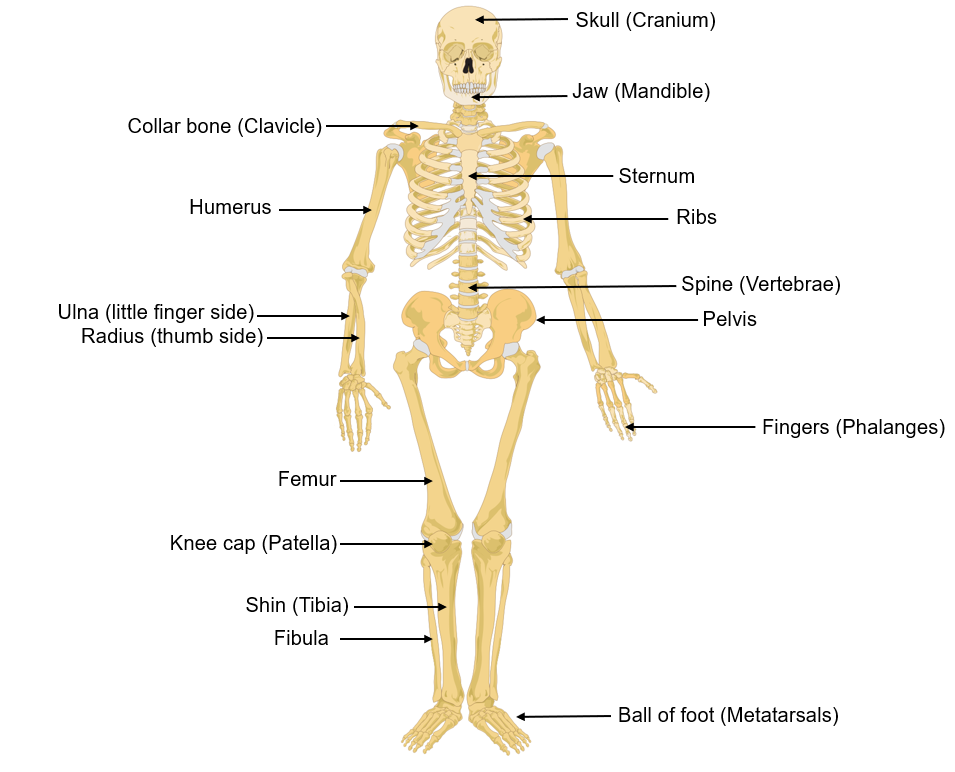 Skull (Cranium)
Jaw (Mandible)
Collar bone (Clavicle)
Sternum
Humerus
Ribs
Spine (Vertebrae)
Ulna (little finger side)
Pelvis
Radius (thumb side)
Fingers (Phalanges)
Femur
Knee cap (Patella)
Shin (Tibia)
Fibula
Ball of foot (Metatarsals)